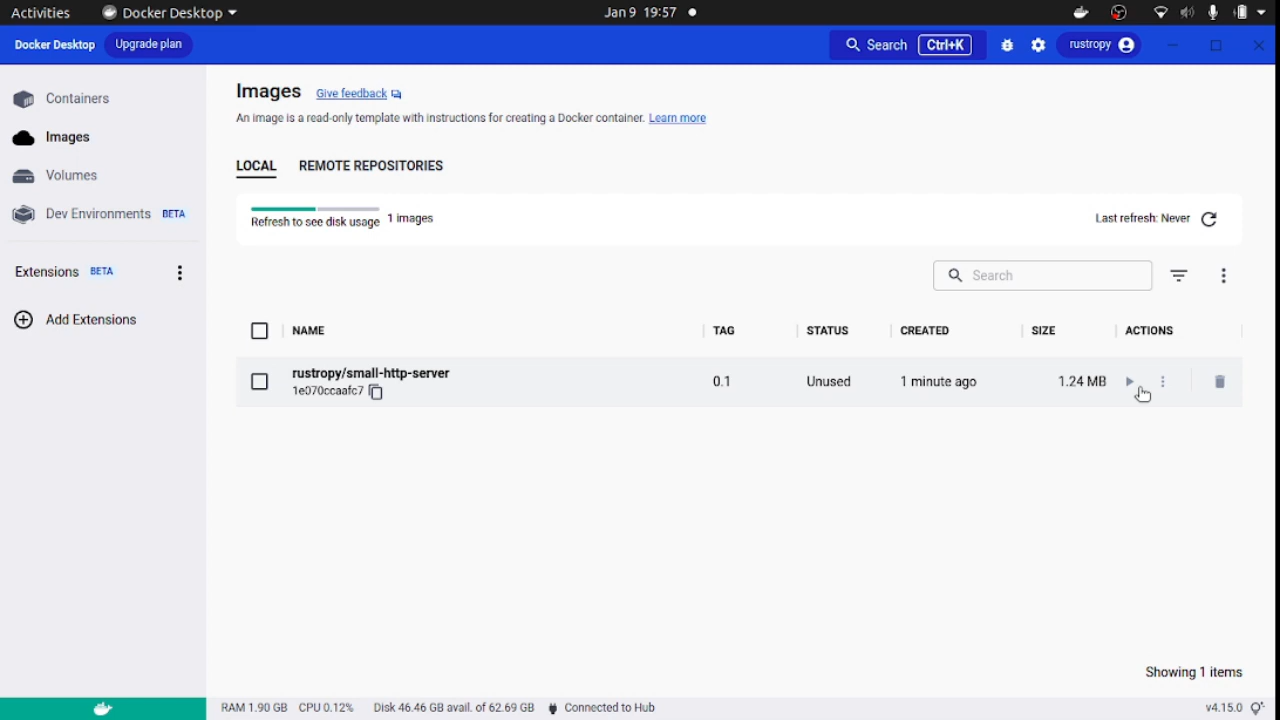 Activities Docker Desktop Jan 9 19:57
Docker Desktop Upgrade plan Search Ctrl+K rustropy
Containers
Images
Volumes
Dev Environments BETA
Extensions BETA
Add Extensions
Images Give feedback
An image is a read-only template with instructions for creating a Docker container. Learn more
LOCAL REMOTE REPOSITORIES
Refresh to see disk usage 1 images Last refresh: Never
Search
NAME TAG STATUS CREATED SIZE ACTIONS
rustropy/small-http-server 0.1 Unused 1 minute ago 1.24 MB
1e070ccaafc7
Showing 1 items
RAM 1.90 GB CPU 0.12% Disk 46.46 GB avail. of 62.69 GB Connected to Hub v4.15.0